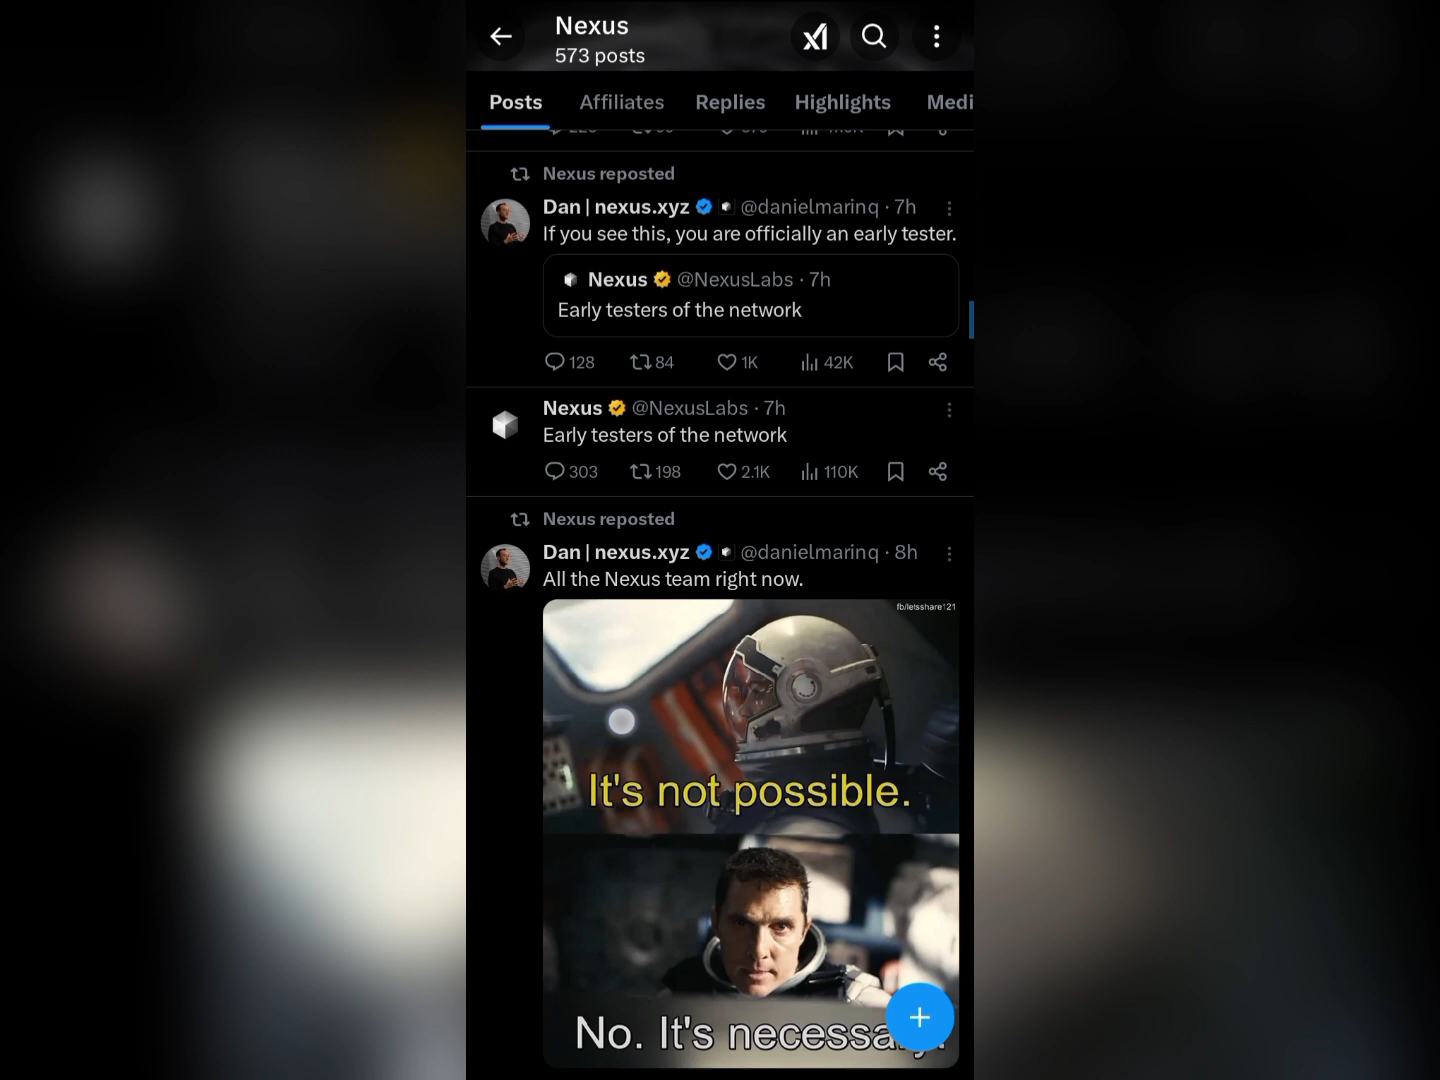 Nexus
573 posts
Posts Affiliates Replies Highlights Medi
Nexus reposted
Dan | nexus.xyz @danielmarinq · 7h
If you see this, you are officially an early tester.
Nexus @NexusLabs · 7h
Early testers of the network
128 84 1K 42K
Nexus @NexusLabs · 7h
Early testers of the network
303 198 2.1K 110K
Nexus reposted
Dan | nexus.xyz @danielmarinq · 8h
All the Nexus team right now.
fb/letsshare121
It's not possible.
No. It's necessary.